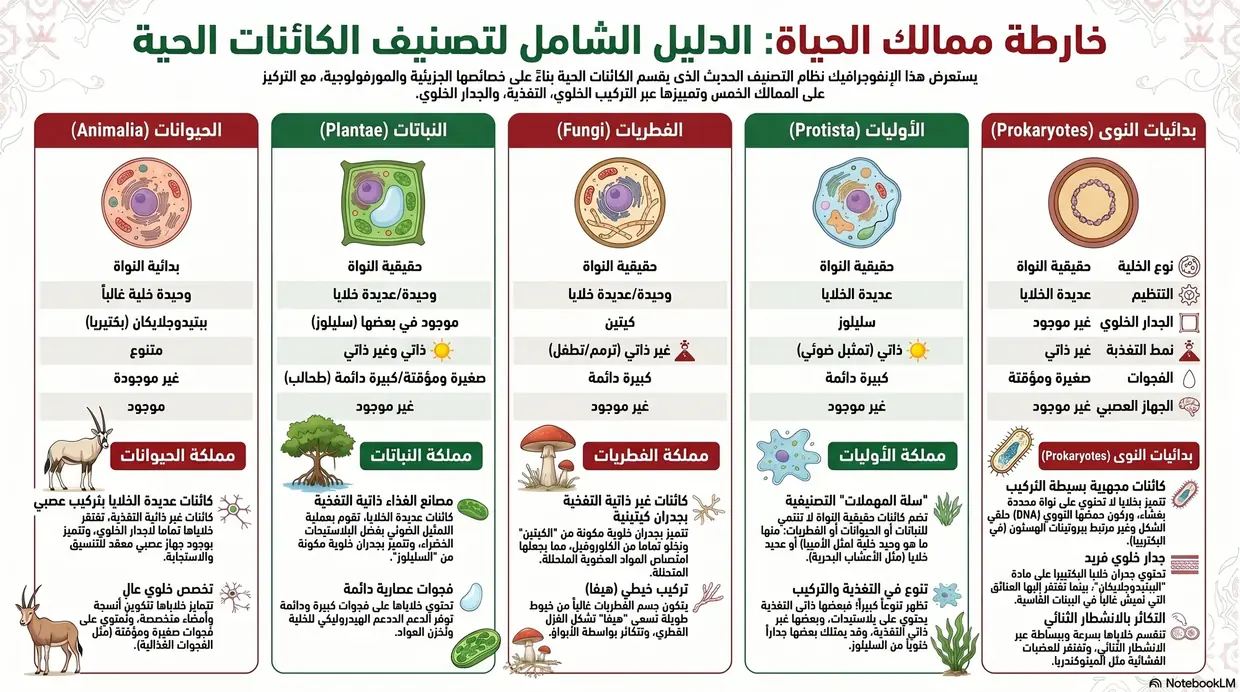 خارطة ممالك الحياة: الدليل الشامل لتصنيف الكائنات الحية
يستعرض هذا الإنفوجرافيك نظام التصنيف الحديث الذي يقسم الكائنات الحية بناءً على خصائصها الجزيئية والمورفولوجية، مع التركيز
على الممالك الخمس وتمييزها عبر التركيب الخلوي، التغذية، والجدار الخلوي.
بدائيات النوى (Prokaryotes)
نوع الخلية حقيقية النواة
التنظيم عديدة الخلايا
الجدار الخلوي غير موجود
نمط التغذبة غير ذاتي
الفجوات صغيرة ومؤقتة
الجهاز العصبي غير موجود
بدائيات النوى (Prokaryotes)
كائنات مجهرية بسيطة التركيب
تتميز بخلايا لا تحتوي على نواة محددة
بغشاء، وركون حمضها النووي (DNA) حلقي
الشكل وغير مرتبط ببروتينات الهستون (في
البكتيريا).
جدار خلوي فريد
تحتوي جدران خلايا البكتييرا على مادة
"الببتيدوجلايكان"، بينما تفتقر إليها العتائق
التي تعيش غالباً في البيئات القاسية.
التكاثر بالانشطار الثنائي
تنقسم خلاياها بسرعة وببساطة عبر
الانشطار الثنائي، وتفتقر للعضيات
الغشائية مثل الميتوكندريا.
الأوليات (Protista)
حقيقية النواة
عديدة الخلايا
سليلوز
ذاتي (تمثبل ضوئي)
كبيرة دائمة
غير موجود
مملكة الأوليات
"سلة المهملات" التصنيفية
تضم كائنات حقيقية النواة لا تنتمي
للنباتات أو الحيوانات أو الفطريات: منها
ما هو وحيد خلية (مثل الأميبا) أو عديد
خلايا (مثل الأعشاب البحرية).
تنوع في التغذية والتركيب
تظهر تنوعاً كبيراً؛ فبعضها ذاتي التغذية
يحتوي على بلاستيدات، وبعضها غير
ذاتي التغذية، وقد يمتلك بعضها جداراً
خلوياً من السليلوز.
الفطريات (Fungi)
حقيقية النواة
وحيدة/عديدة خلايا
كيتين
غير ذاتي (ترمم/تطفل)
كبيرة دائمة
غير موجود
مملكة الفطريات
كائنات غير ذاتية التغذية
بجدران كيتينية
تتميز بجدران خلوية مكونة من "الكيتين"
وتخلو تماما من الكلوروفيل، مما يجعلها
امتصاص المواد العضوية الملحللة.
المتحللة.
تركيب خيطي (هيفا)
يتكون جسم الفطريات غالباً من خيوط
طويلة تسعى "هيفا" تشكل الغزل
الفطري، وتتكاثر بواسطة الأبواؤ.
النباتات (Plantae)
حقيقية النواة
وحيدة/عديدة خلايا
موجود في بعضها (سليلوز)
ذاتي وغير ذاتي
صغيرة ومؤقتة/كبيرة دائمة (طحالب)
غير موجود
مملكة النباتات
مصانع الغذاء ذاتية التغذية
كائنات عديدة الخلايا، تقوم بعملية
اللمثيل الضوئي بفضل البلاستيحات
الخضراء، وتتميز بجدران خلوية مكونة
من "السليلوز".
فجوات عصارية دائمة
تحتوي خلاياها على فجوات كبيرة ودائمة
توفر الدعم الددعم الهيدروليكي للخلية
وتخزن المواد.
الحيوانات (Animalia)
بدائية النواة
وحيدة خلية غالباً
ببتيدوجلايكان (بكتيريا)
متنوع
غير موجودة
موجود
مملكة الحيوانات
كائنات عديدة الخلايا بتركيب عصبي
كائنات غير ذاتية التغذية، تفتقر
خلاياها تماما للجدار الخلوي، وتتميز
بوجود جهاز عصبي معقد للتنسيق
والاستجابة.
تخصص خلوي عالٍ
تتمايز خلاياها لتكوين أنسجة
وأعضاء متخصصة، وتحتوي على
فجوات صغيرة ومؤقتة (مثل
الفجوات الغذائية).
NotebookLM